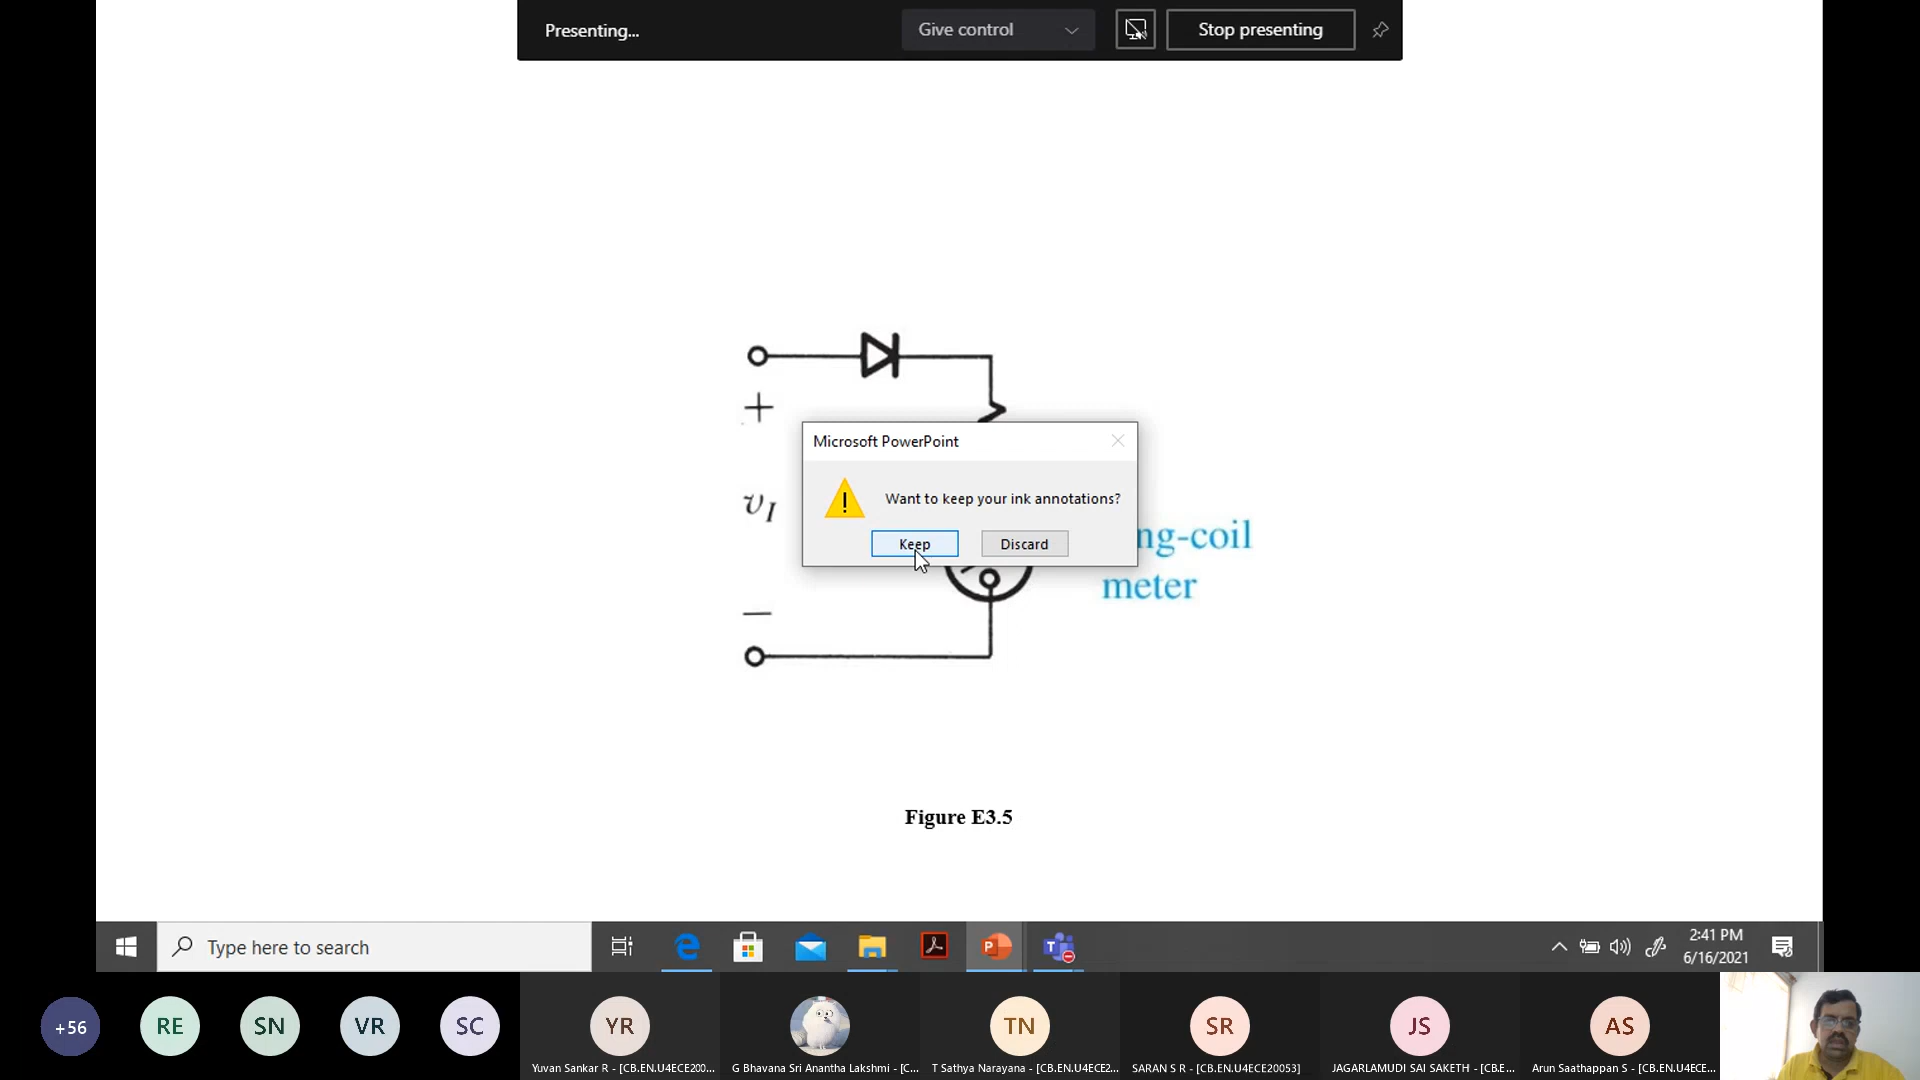 Presenting...
Give control
Stop presenting
+
v_I
Microsoft PowerPoint
Want to keep your ink annotations?
Keep
Discard
ng-coil
meter
−
Figure E3.5
Type here to search
2:41 PM
6/16/2021
+56
RE
SN
VR
SC
YR
TN
SR
JS
AS
Yuvan Sankar R - [CB.EN.U4ECE200...
G Bhavana Sri Anantha Lakshmi - [C...
T Sathya Narayana - [CB.EN.U4ECE2...
SARAN S R - [CB.EN.U4ECE20053]
JAGARLAMUDI SAI SAKETH - [CB.E...
Arun Saathappan S - [CB.EN.U4ECE...